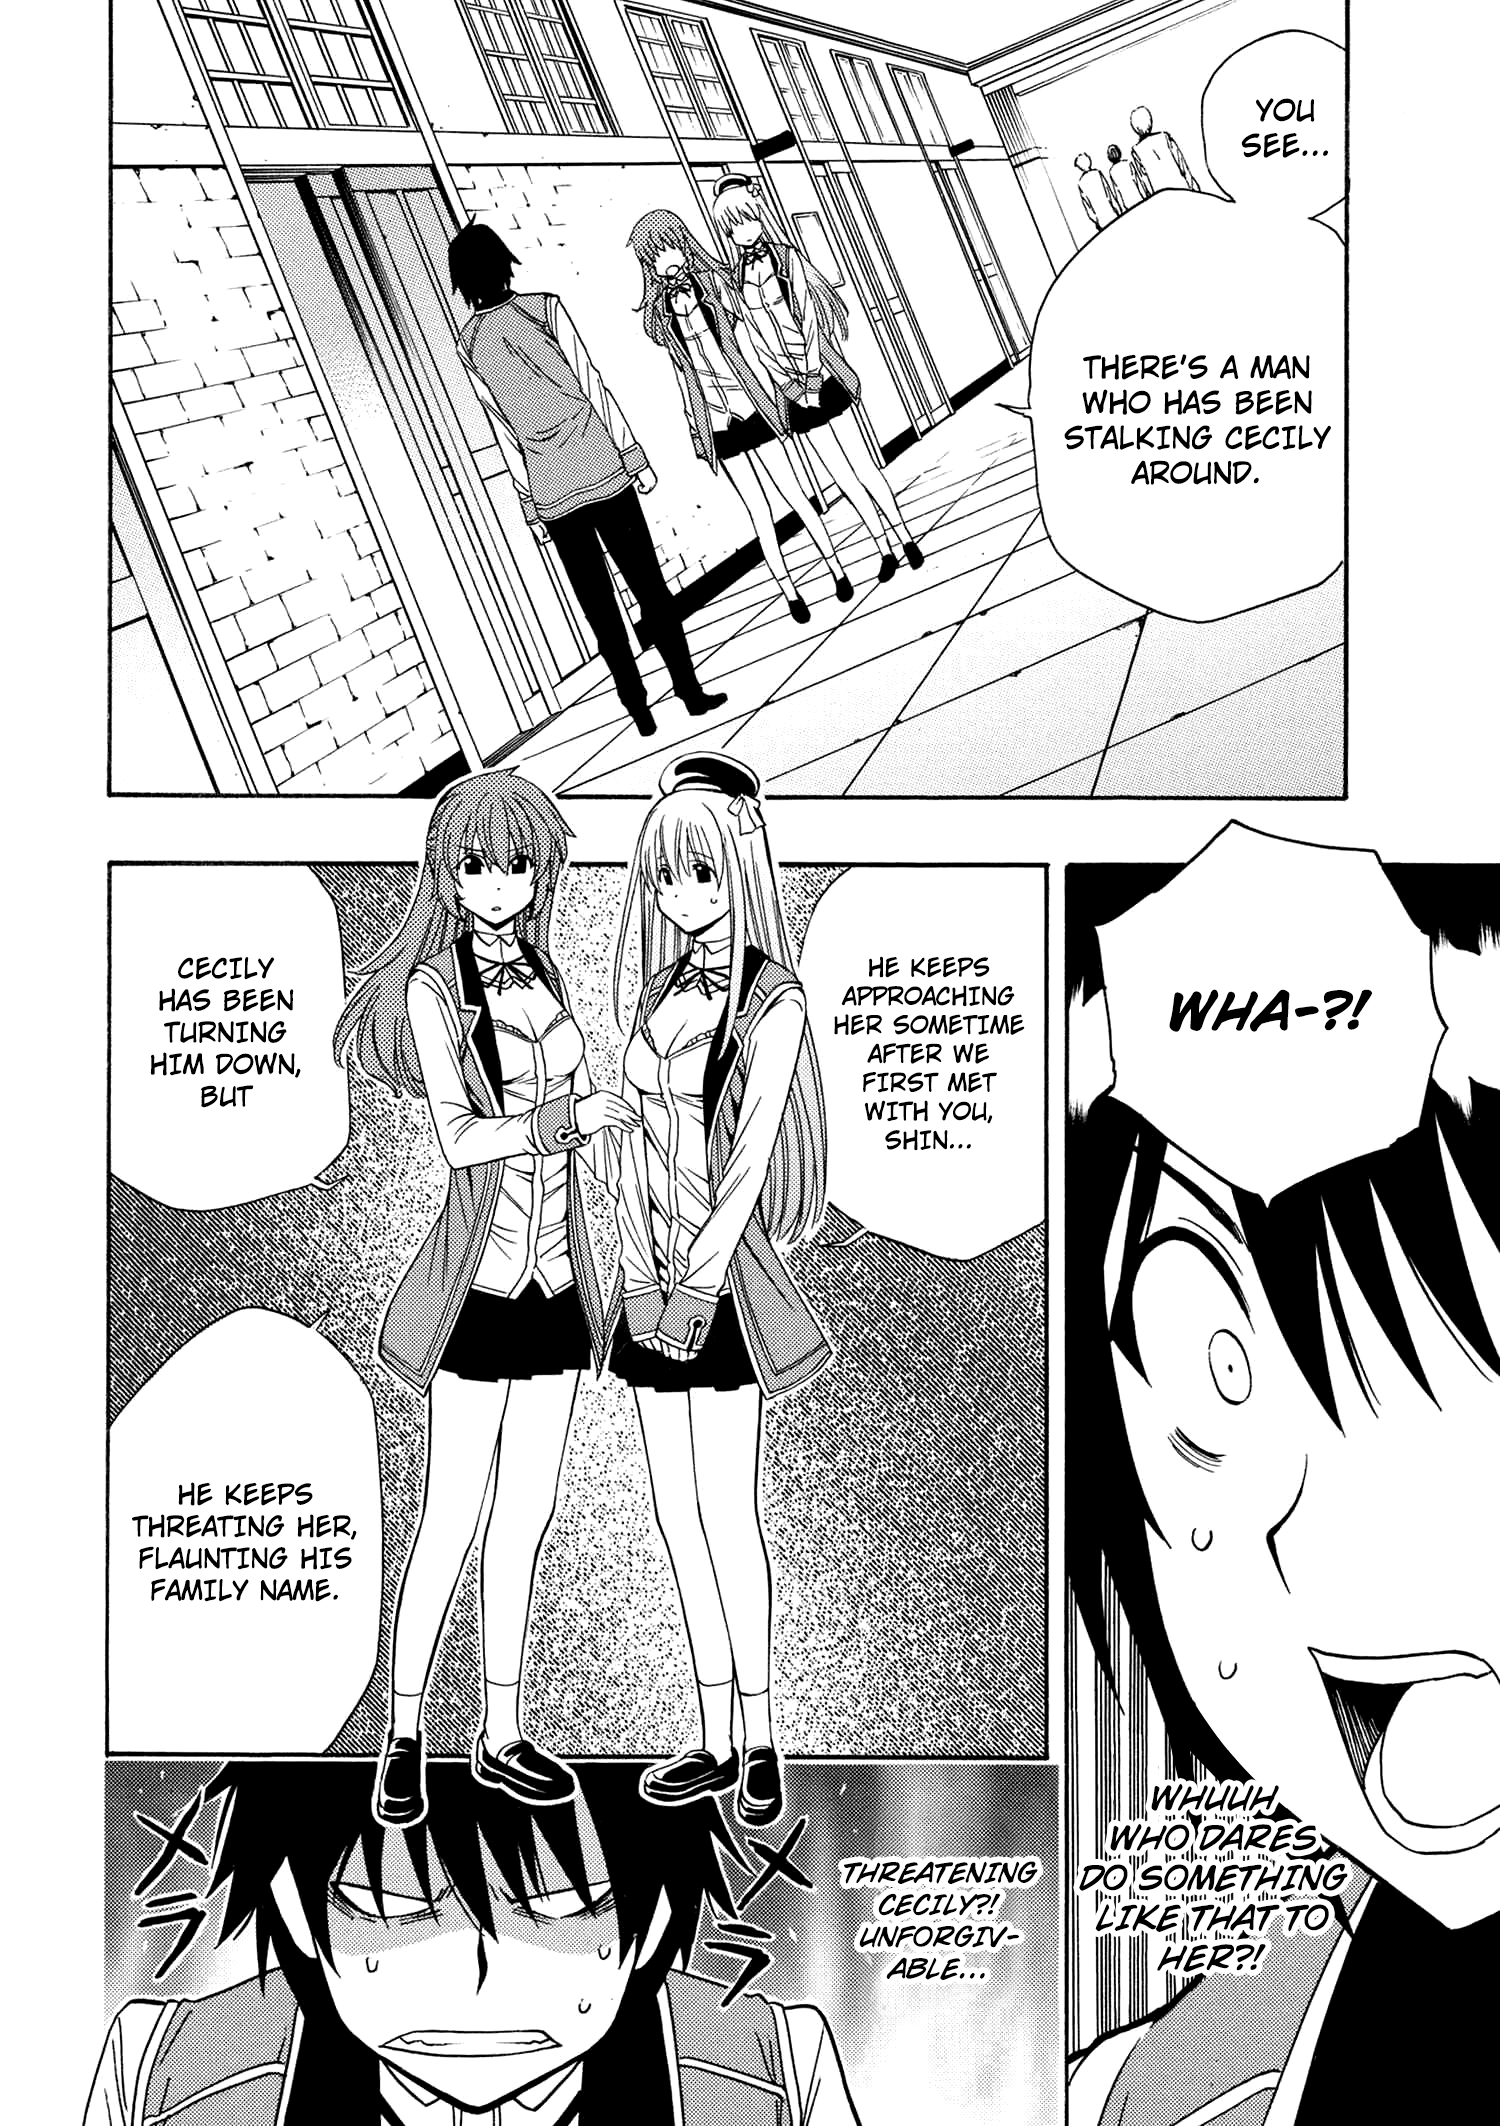 YOU
SEE...
THERE'S A MAN
WHO HAS BEEN
STALKING CECILY
AROUND.
WHA-?!
WHUUH
WHO DARES
DO SOMETHING
LIKE THAT TO
HER?!
HE KEEPS
APPROACHING
HER SOMETIME
AFTER WE
FIRST MET
WITH YOU,
SHIN...
CECILY
HAS BEEN
TURNING
HIM DOWN,
BUT
HE KEEPS
THREATING HER,
FLAUNTING HIS
FAMILY NAME.
THREATENING
CECILY?!
UNFORGIV-
ABLE...